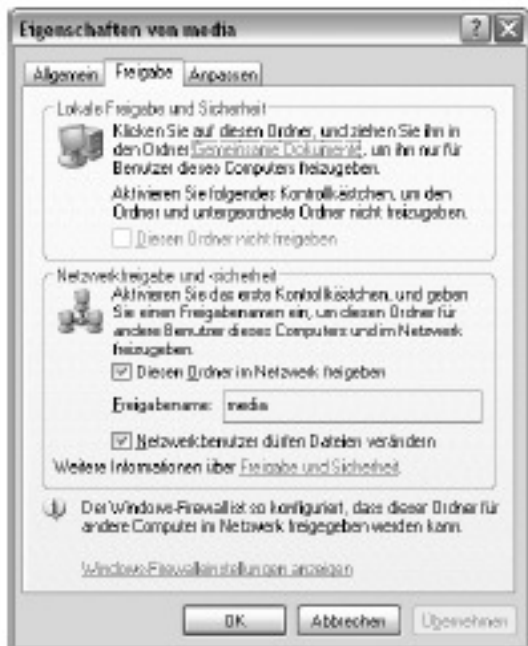 Eigenschaften von media
Allgemein Freigabe Anpassen
Lokale Freigabe und Sicherheit
Klicken Sie auf diesen Ordner, und ziehen Sie ihn in
den Ordner Gemeinsame Dokumente, um ihn nur für
Benutzer dieses Computers freizugeben.
Aktivieren Sie folgendes Kontrollkästchen, um den
Ordner und untergeordnete Ordner nicht freizugeben.
Diesen Ordner nicht freigeben
Netzwerkfreigabe und -sicherheit
Aktivieren Sie das erste Kontrollkästchen, und geben
Sie einen Freigabenamen ein, um diesen Ordner für
andere Benutzer dieses Computers und im Netzwerk
freizugeben.
Diesen Ordner im Netzwerk freigeben
Freigabename: media
Netzwerkbenutzer dürfen Dateien verändern
Weitere Informationen über Freigabe und Sicherheit.
Der Windows-Firewall ist so konfiguriert, dass dieser Ordner für
andere Computer im Netzwerk freigegeben werden kann.
Windows-Firewalleinstellungen anzeigen
OK Abbrechen Übernehmen